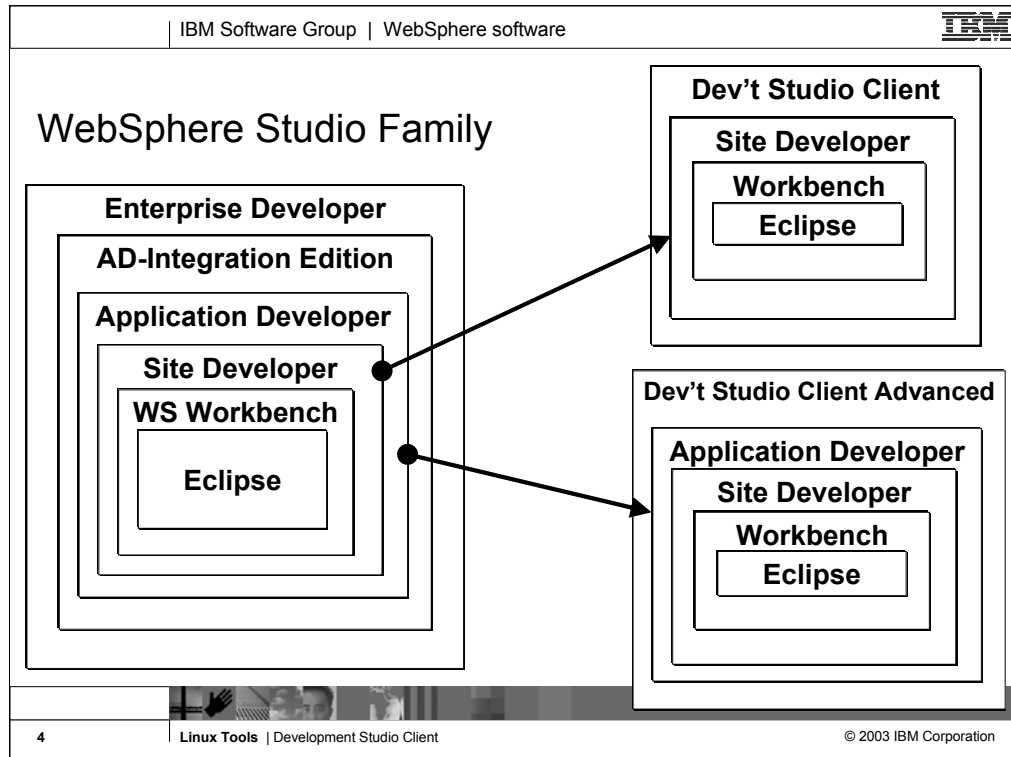 IBM Software Group | WebSphere software
IBM
WebSphere Studio Family
Enterprise Developer
AD-Integration Edition
Application Developer
Site Developer
WS Workbench
Eclipse
Dev't Studio Client
Site Developer
Workbench
Eclipse
Dev't Studio Client Advanced
Application Developer
Site Developer
Workbench
Eclipse
4
Linux Tools | Development Studio Client
© 2003 IBM Corporation